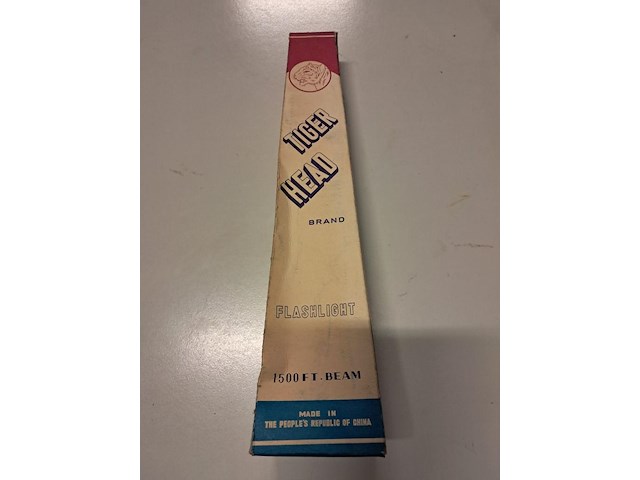 TIGER
HEAD
BRAND
FLASHLIGHT
1500 FT. BEAM
MADE IN
THE PEOPLE'S REPUBLIC OF CHINA